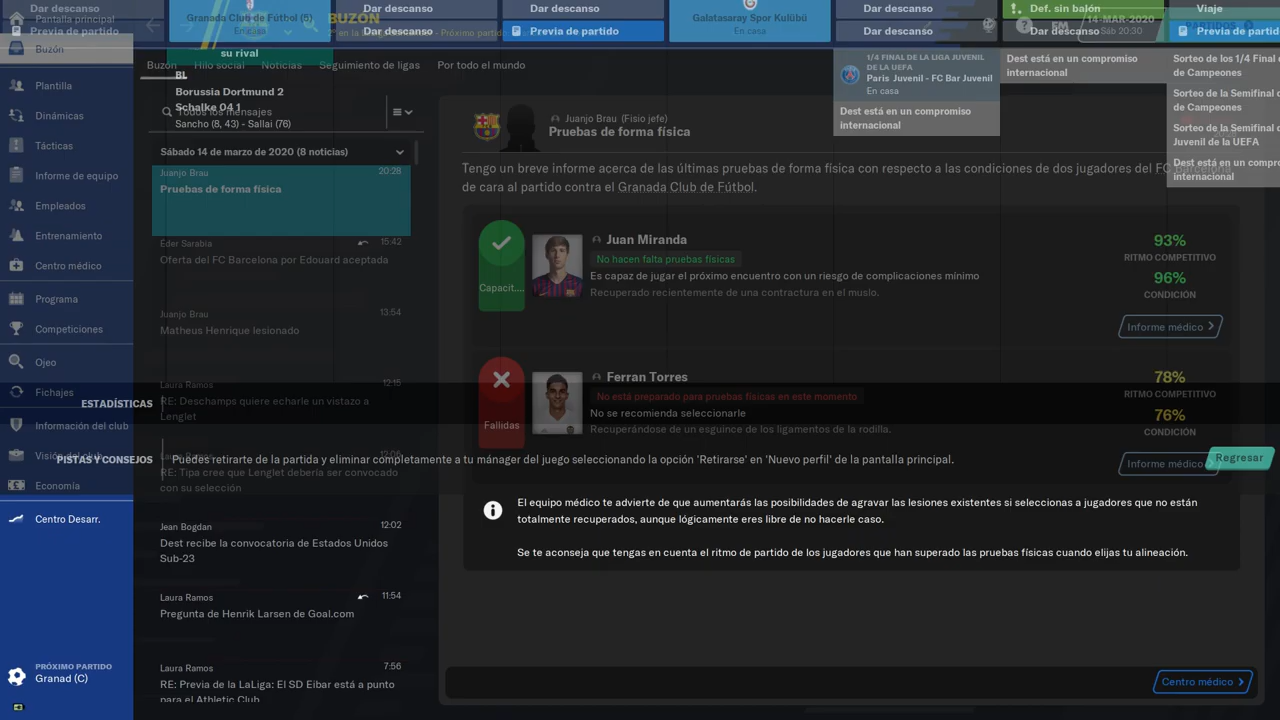 Dar descanso
Dar descanso
Dar descanso
Dar descanso
Def. sin balón
Viaje
Pantalla principal
Previa de partido
Granada Club de Fútbol (5)
En casa
BUZÓN
Dar descanso
Previa de partido
Galatasaray Spor Kulübü
En casa
Dar descanso
Dar descanso
14-MAR-2020
Sáb 20:30
PARTIDOS
Previa de partid
su rival
Buzón
Buzón
Hilo social
Noticias
Seguimiento de ligas
Por todo el mundo
BL
Borussia Dortmund 2
Schalke 04 1
Sancho (8, 43) - Sallai (76)
Todos los mensajes
1/4 FINAL DE LA LIGA JUVENIL
DE LA UEFA
Paris Juvenil - FC Bar Juvenil
En casa
Dest está en un compromiso
internacional
Dest está en un compromiso
internacional
Sorteo de los 1/4 Final
de Campeones
Sorteo de la Semifinal d
de Campeones
Sorteo de la Semifinal d
Juvenil de la UEFA
Dest está en un compro
internacional
Plantilla
Dinámicas
Tácticas
Informe de equipo
Empleados
Entrenamiento
Centro médico
Programa
Competiciones
Ojeo
Fichajes
Información del club
Visión del club
Economía
Centro Desarr.
PRÓXIMO PARTIDO
Granad (C)
Sábado 14 de marzo de 2020 (8 noticias)
Juanjo Brau
20:28
Pruebas de forma física
Éder Sarabia
15:42
Oferta del FC Barcelona por Edouard aceptada
Juanjo Brau
13:54
Matheus Henrique lesionado
Laura Ramos
12:15
RE: Deschamps quiere echarle un vistazo a
Lenglet
RE: Tipa cree que Lenglet debería ser convocado
con su selección
Jean Bogdan
12:02
Dest recibe la convocatoria de Estados Unidos
Sub-23
Laura Ramos
11:54
Pregunta de Henrik Larsen de Goal.com
Laura Ramos
7:56
RE: Previa de la LaLiga: El SD Eibar está a punto
para el Athletic Club
Juanjo Brau (Fisio jefe)
Pruebas de forma física
Tengo un breve informe acerca de las últimas pruebas de forma física con respecto a las condiciones de dos jugadores del FC Barcelona
de cara al partido contra el Granada Club de Fútbol.
Capacit....
Juan Miranda
No hacen falta pruebas físicas
Es capaz de jugar el próximo encuentro con un riesgo de complicaciones mínimo
Recuperado recientemente de una contractura en el muslo.
93%
RITMO COMPETITIVO
96%
CONDICIÓN
Informe médico
Fallidas
Ferran Torres
No está preparado para pruebas físicas en este momento
No se recomienda seleccionarle
Recuperándose de un esguince de los ligamentos de la rodilla.
78%
RITMO COMPETITIVO
76%
CONDICIÓN
Informe médico
ESTADÍSTICAS
PISTAS Y CONSEJOS
Puedes retirarte de la partida y eliminar completamente a tu mánager del juego seleccionando la opción 'Retirarse' en 'Nuevo perfil' de la pantalla principal.
Regresar
El equipo médico te advierte de que aumentarás las posibilidades de agravar las lesiones existentes si seleccionas a jugadores que no están
totalmente recuperados, aunque lógicamente eres libre de no hacerle caso.
Se te aconseja que tengas en cuenta el ritmo de partido de los jugadores que han superado las pruebas físicas cuando elijas tu alineación.
Centro médico